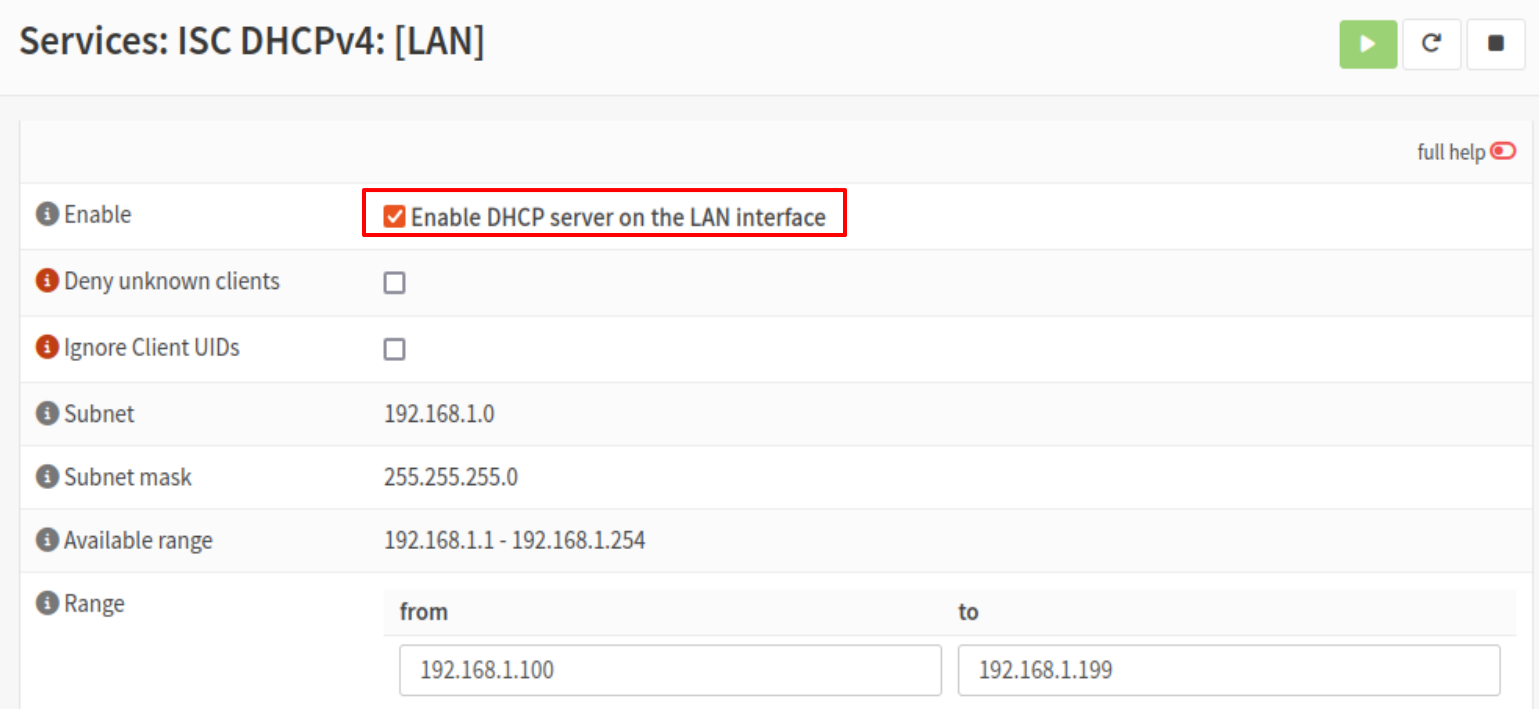 Services: ISC DHCPv4: [LAN]
full help
Enable
Enable DHCP server on the LAN interface
Deny unknown clients
Ignore Client UIDs
Subnet 192.168.1.0
Subnet mask 255.255.255.0
Available range 192.168.1.1 - 192.168.1.254
Range from to
192.168.1.100 192.168.1.199